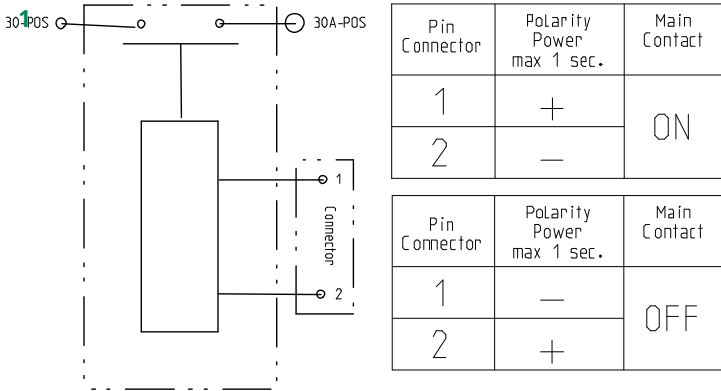 1
30-POS
30A-POS
1
Connector
2
Pin
Connector
Polarity
Power
max 1 sec.
Main
Contact
1
+
ON
2
—
Pin
Connector
Polarity
Power
max 1 sec.
Main
Contact
1
—
OFF
2
+